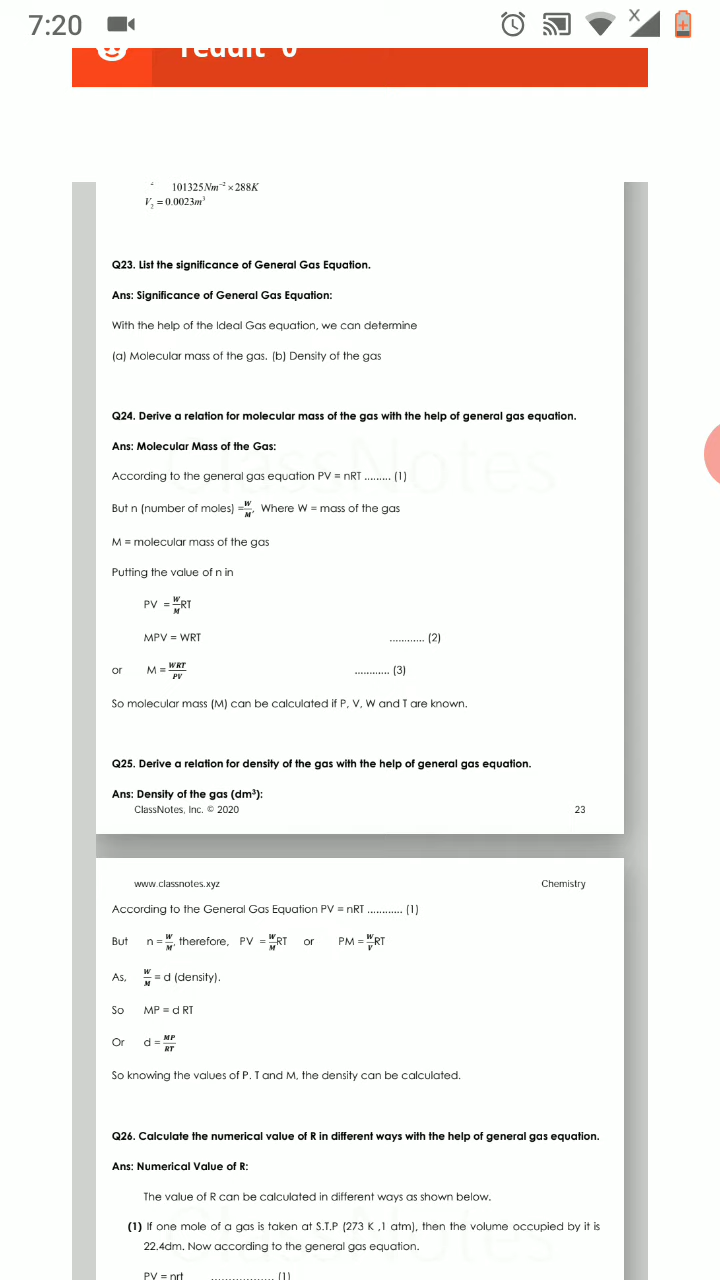 7:20
X
101325Nm⁻² × 288K
V₂ = 0.0023m³
Q23. List the significance of General Gas Equation.
Ans: Significance of General Gas Equation:
With the help of the Ideal Gas equation, we can determine
(a) Molecular mass of the gas. (b) Density of the gas
Q24. Derive a relation for molecular mass of the gas with the help of general gas equation.
Ans: Molecular Mass of the Gas:
According to the general gas equation PV = nRT ......... (1)
But n (number of moles) = W/M, Where W = mass of the gas
M = molecular mass of the gas
Putting the value of n in
PV = W/M RT
MPV = WRT ............ (2)
or M = WRT/PV ............ (3)
So molecular mass (M) can be calculated if P, V, W and T are known.
Q25. Derive a relation for density of the gas with the help of general gas equation.
Ans: Density of the gas (dm³):
ClassNotes, Inc. © 2020 23
www.classnotes.xyz Chemistry
According to the General Gas Equation PV = nRT ............ (1)
But n = W/M, therefore, PV = W/M RT or PM = W/V RT
As, W/M = d (density).
So MP = d RT
Or d = MP/RT
So knowing the values of P. T and M, the density can be calculated.
Q26. Calculate the numerical value of R in different ways with the help of general gas equation.
Ans: Numerical Value of R:
The value of R can be calculated in different ways as shown below.
(1) If one mole of a gas is taken at S.T.P (273 K ,1 atm), then the volume occupied by it is
22.4dm. Now according to the general gas equation.
PV = nrt .................. (1)